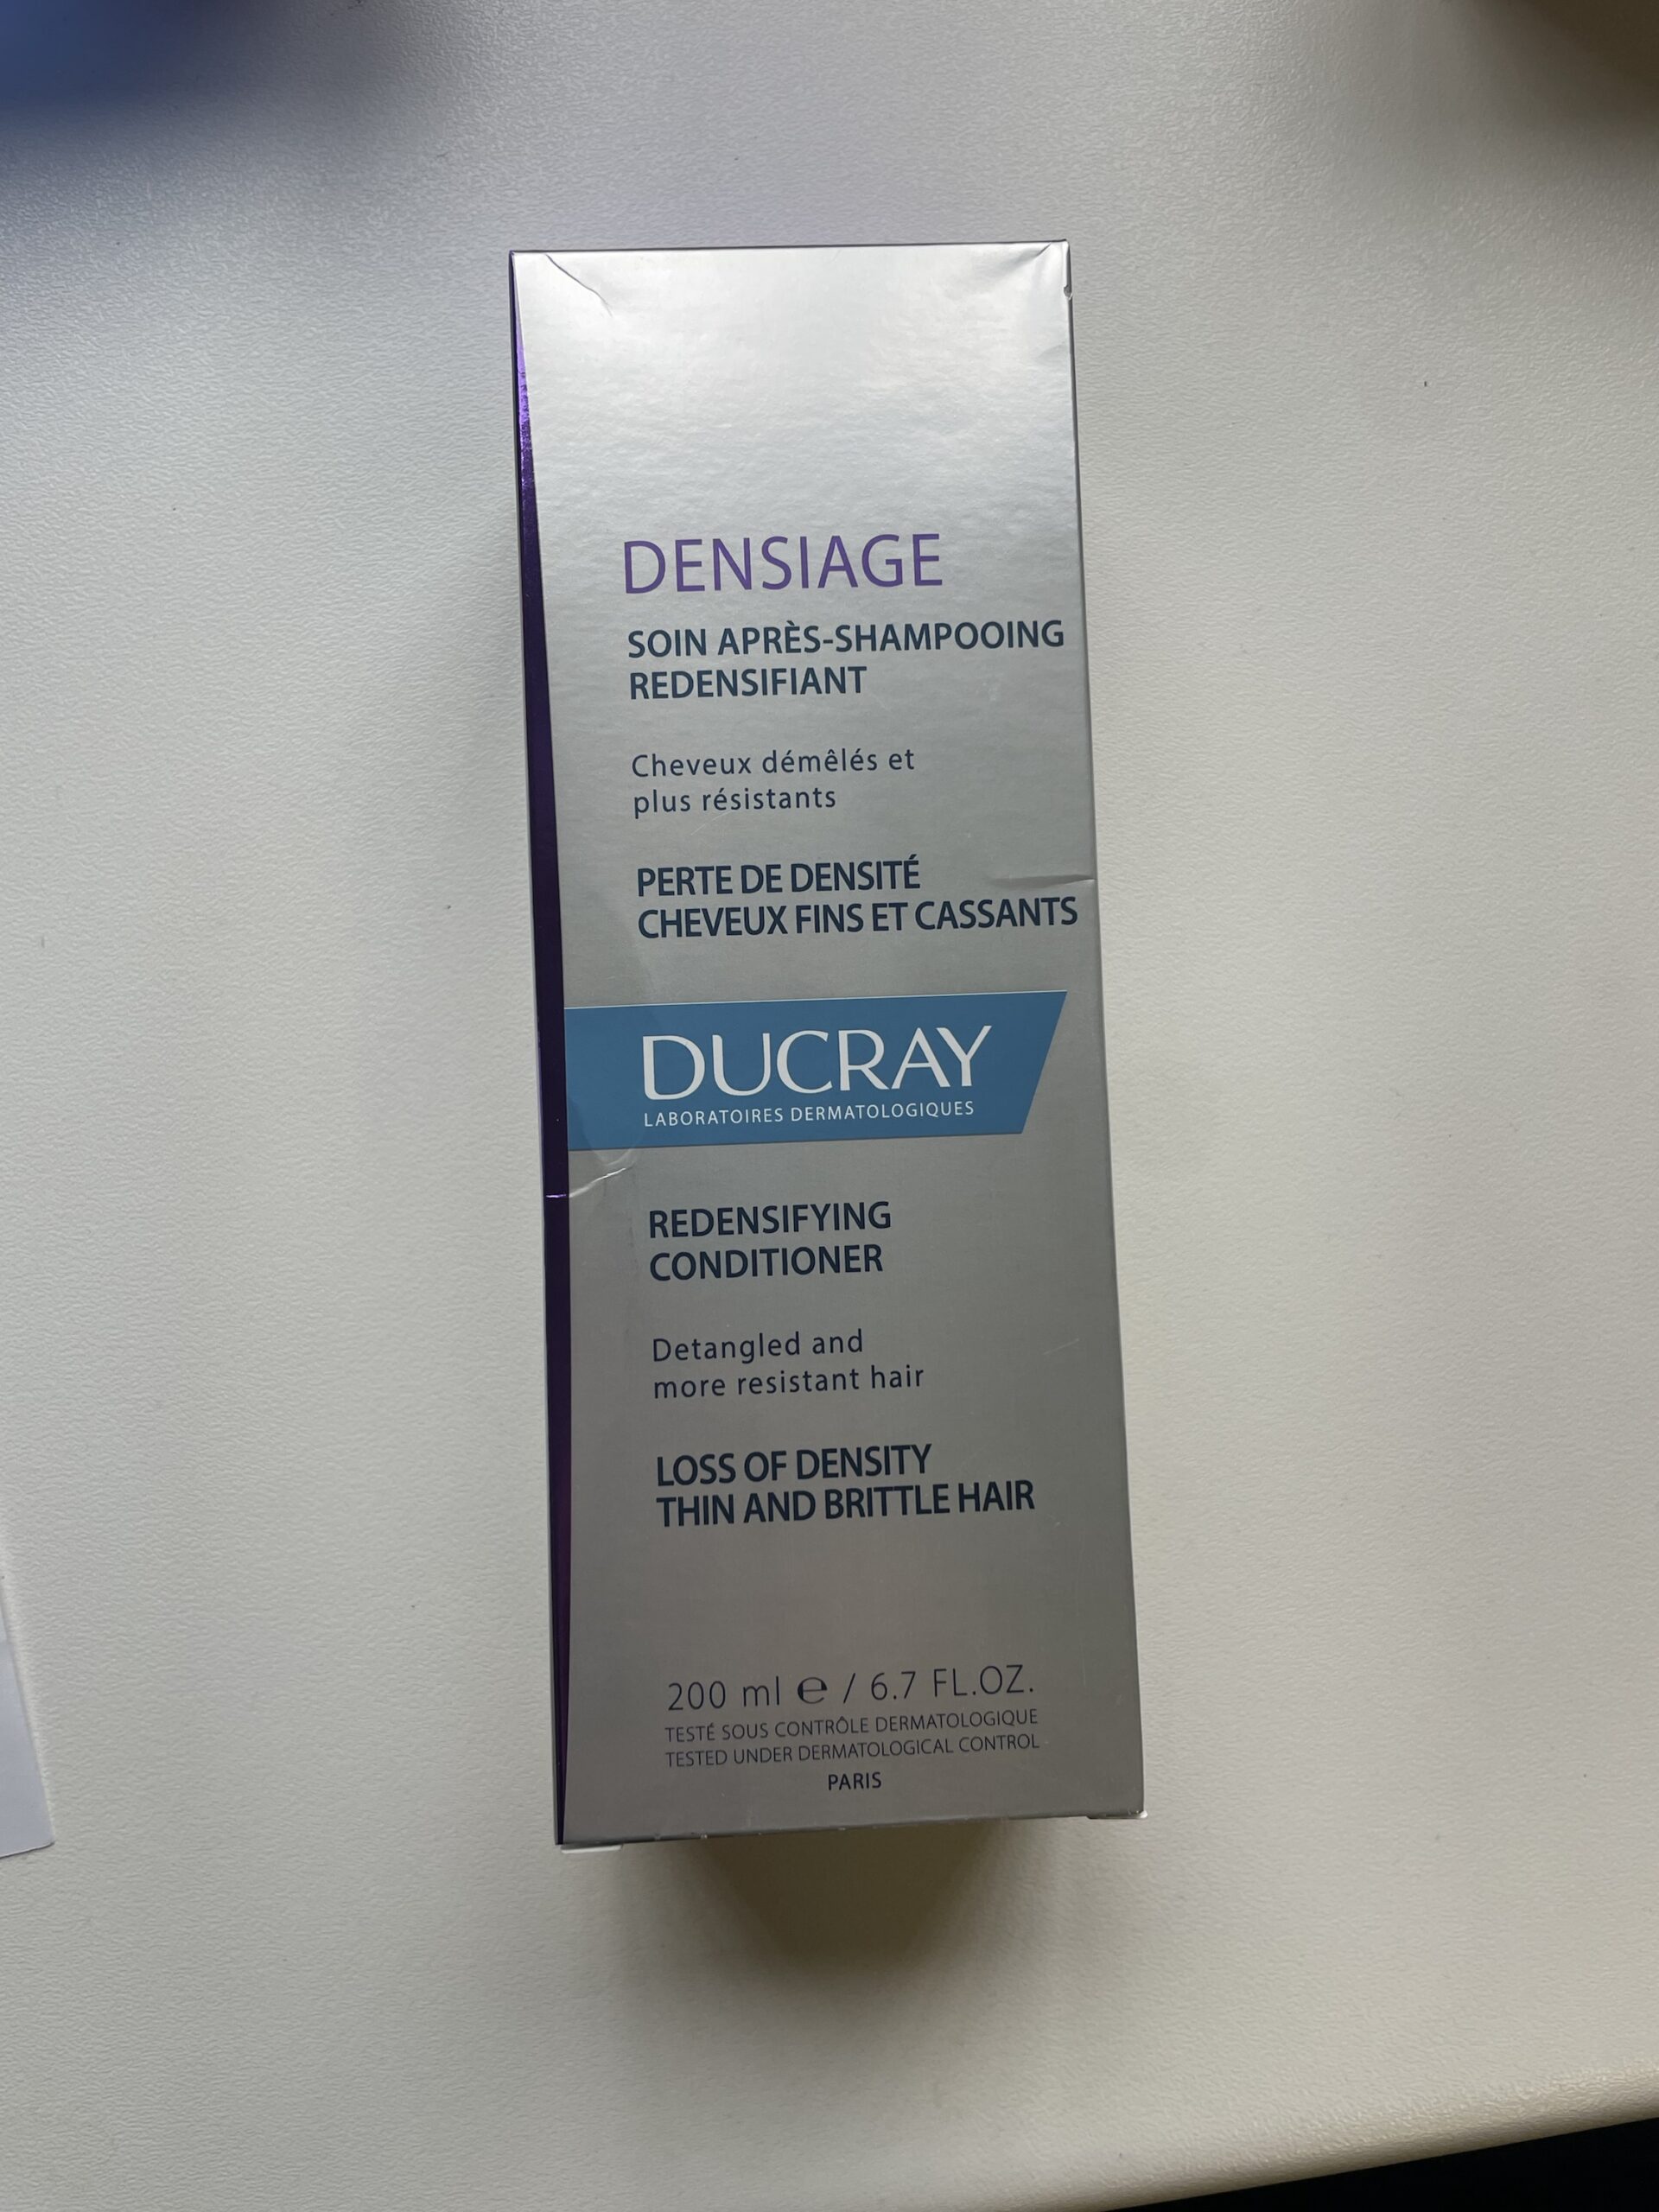 DENSIAGE
SOIN APRÈS-SHAMPOOING
REDENSIFIANT
Cheveux démêlés et
plus résistants
PERTE DE DENSITÉ
CHEVEUX FINS ET CASSANTS
DUCRAY
LABORATOIRES DERMATOLOGIQUES
REDENSIFYING
CONDITIONER
Detangled and
more resistant hair
LOSS OF DENSITY
THIN AND BRITTLE HAIR
200 ml ℮ / 6.7 FL.OZ.
TESTÉ SOUS CONTRÔLE DERMATOLOGIQUE
TESTED UNDER DERMATOLOGICAL CONTROL
PARIS